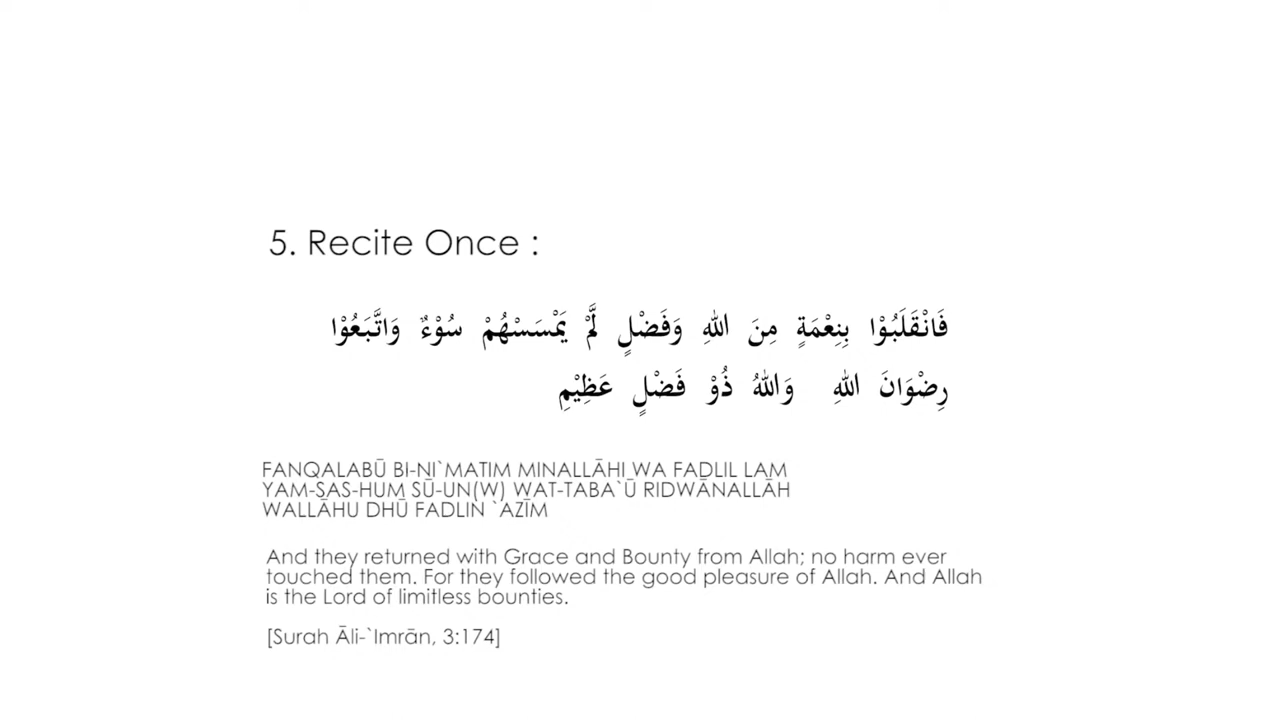 5. Recite Once :
فَانْقَلَبُوْا بِنِعْمَةٍ مِنَ اللهِ وَفَضْلٍ لَّمْ يَمْسَسْهُمْ سُوْءٌ وَاتَّبَعُوْا
رِضْوَانَ اللهِ وَاللهُ ذُوْ فَضْلٍ عَظِيْمِ
FANQALABŪ BI-NI`MATIM MINALLĀHI WA FADLIL LAM
YAM-SAS-HUM SŪ-UN(W) WAT-TABA`Ū RIDWĀNALLĀH
WALLĀHU DHŪ FADLIN `AZĪM
And they returned with Grace and Bounty from Allah; no harm ever
touched them. For they followed the good pleasure of Allah. And Allah
is the Lord of limitless bounties.
[Surah Āli-`Imrān, 3:174]